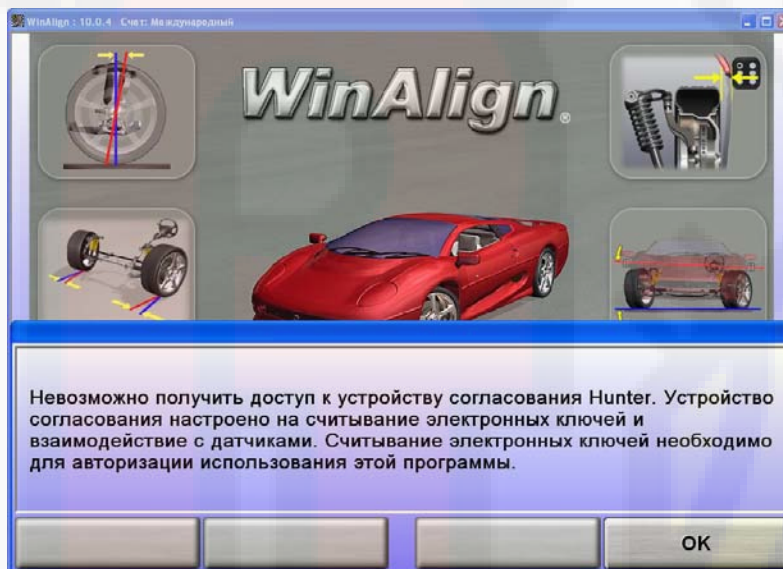 WinAlign : 10.0.4 Счет: Международный
WinAlign®
Невозможно получить доступ к устройству согласования Hunter. Устройство
согласования настроено на считывание электронных ключей и
взаимодействие с датчиками. Считывание электронных ключей необходимо
для авторизации использования этой программы.
OK